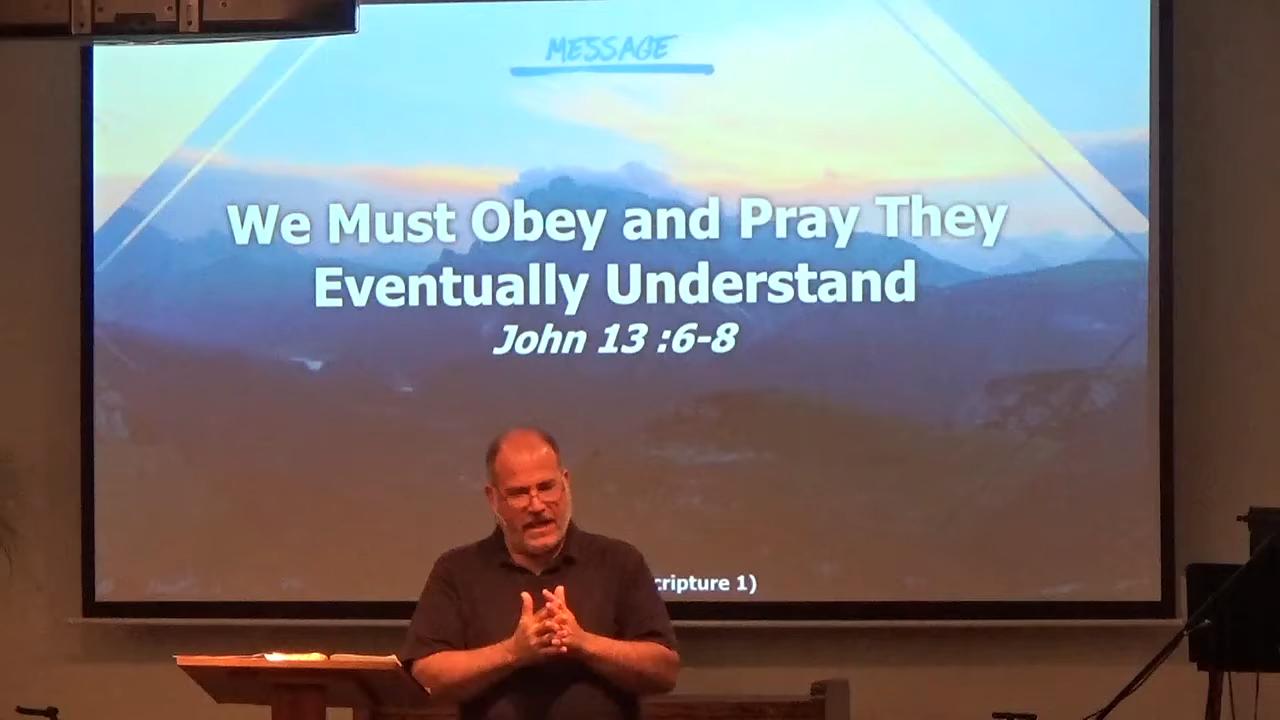 MESSAGE
We Must Obey and Pray They
Eventually Understand
John 13 :6-8
cripture 1)